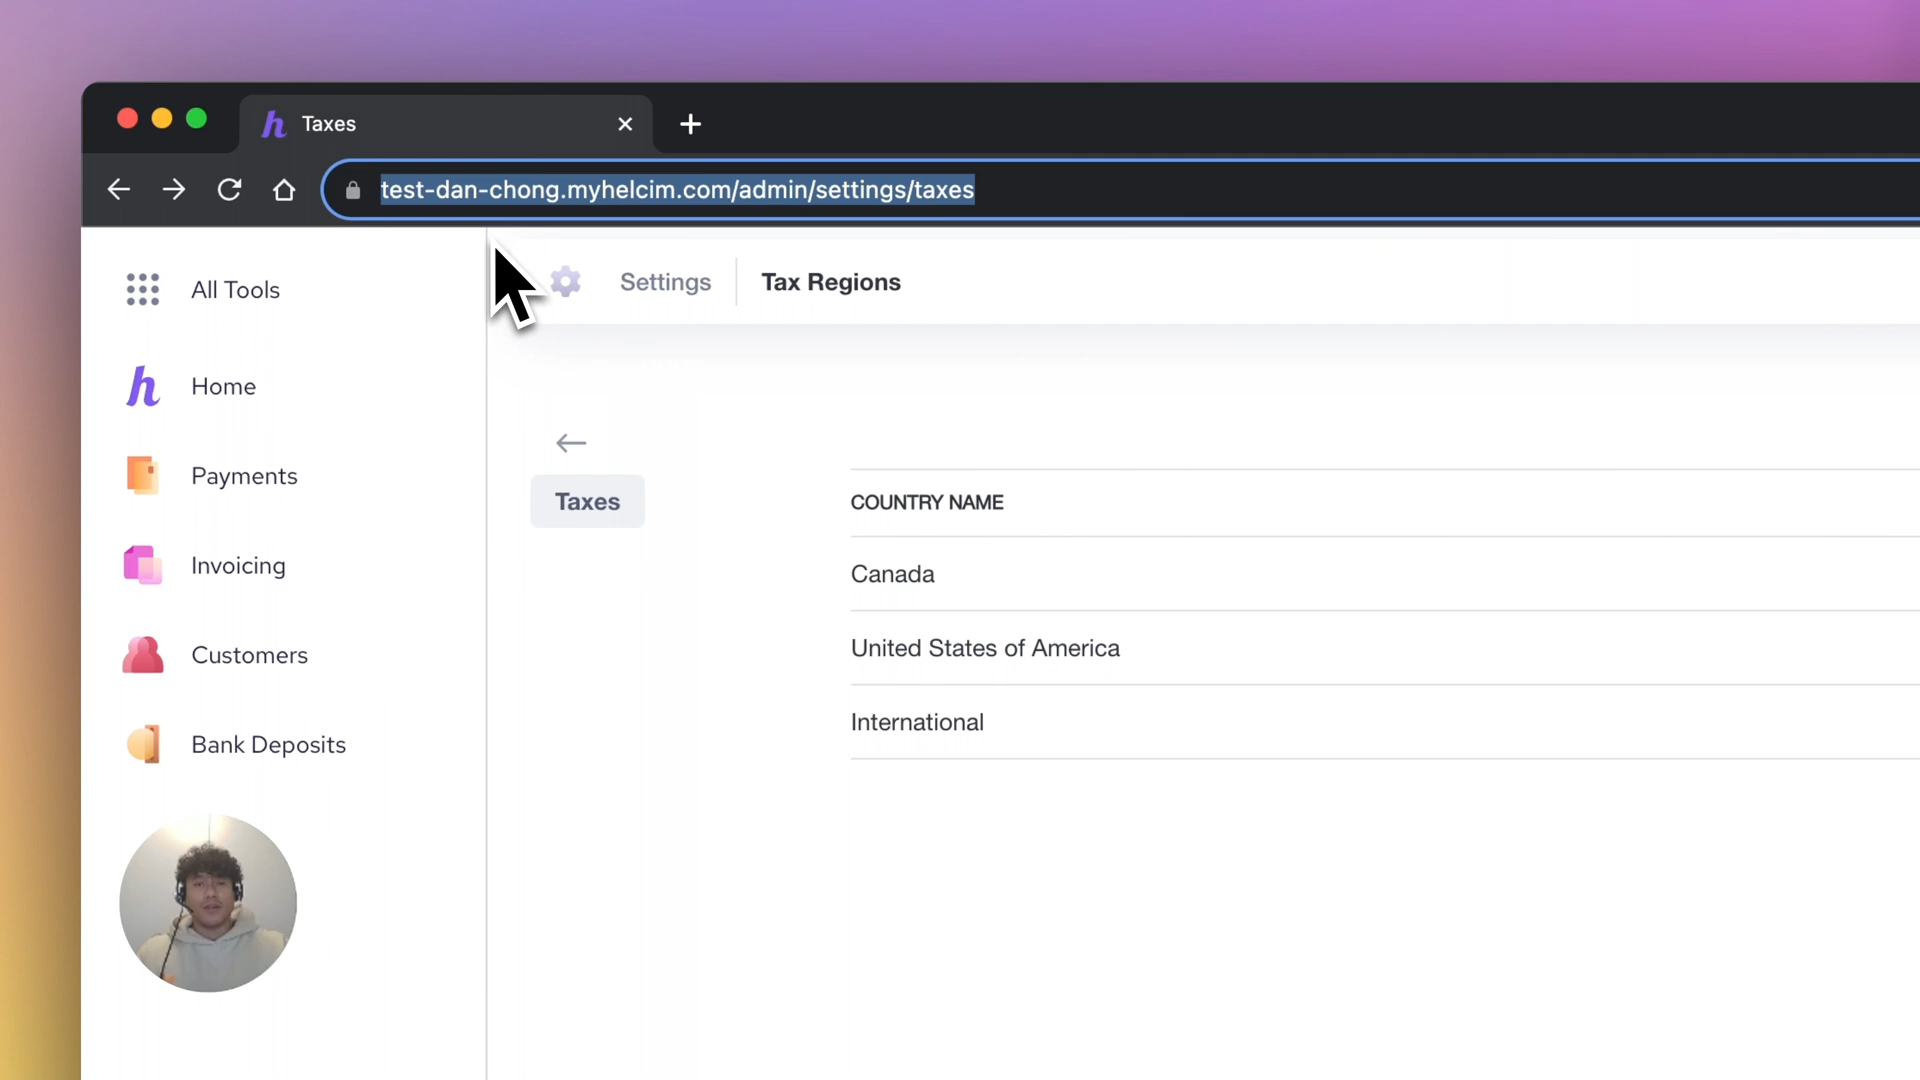 Taxes
test-dan-chong.myhelcim.com/admin/settings/taxes
All Tools
Settings
Tax Regions
Home
Payments
Taxes
COUNTRY NAME
Invoicing
Canada
Customers
United States of America
International
Bank Deposits